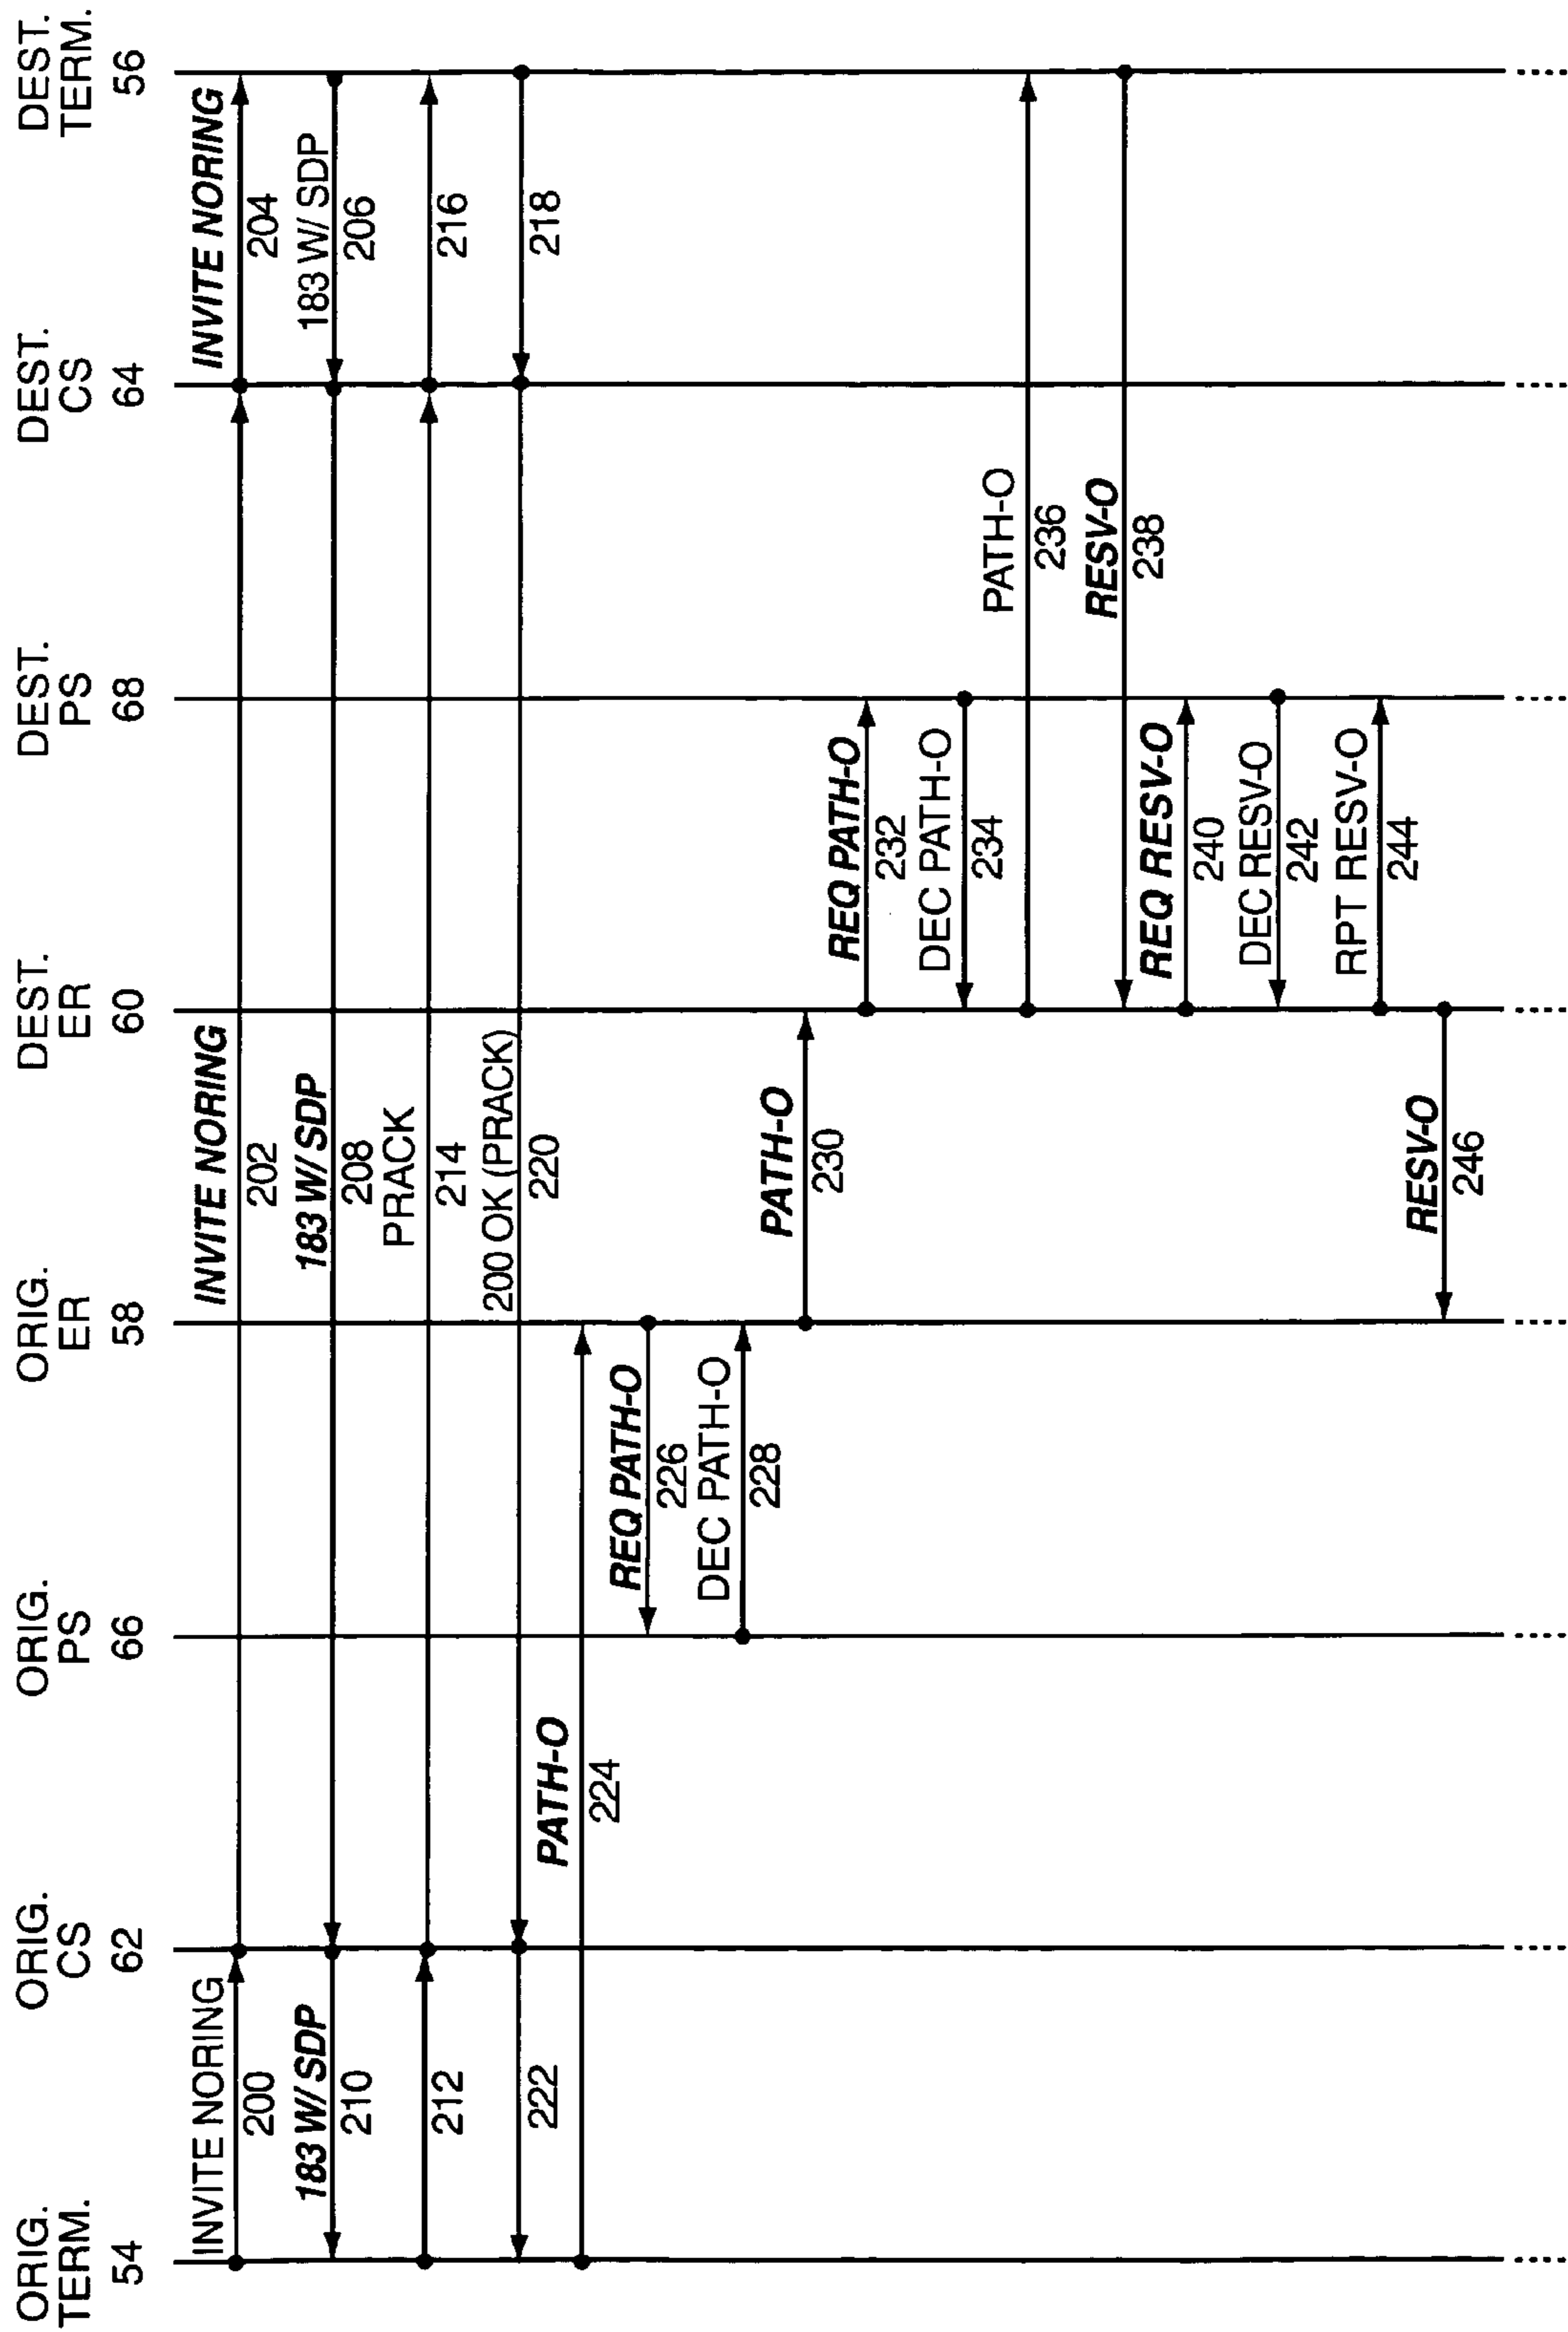 ORIG.
TERM.
54
ORIG.
CS
62
ORIG.
PS
66
ORIG.
ER
58
DEST.
ER
60
DEST.
PS
68
DEST.
CS
64
DEST.
TERM.
56
INVITE NORING
200
INVITE NORING
202
INVITE NORING
204
183 W/ SDP
206
183 W/ SDP
208
183 W/ SDP
210
212
PRACK
214
216
218
200 OK (PRACK)
220
222
PATH-O
224
REQ PATH-O
226
DEC PATH-O
228
PATH-O
230
REQ PATH-O
232
DEC PATH-O
234
PATH-O
236
RESV-O
238
REQ RESV-O
240
DEC RESV-O
242
RPT RESV-O
244
RESV-O
246